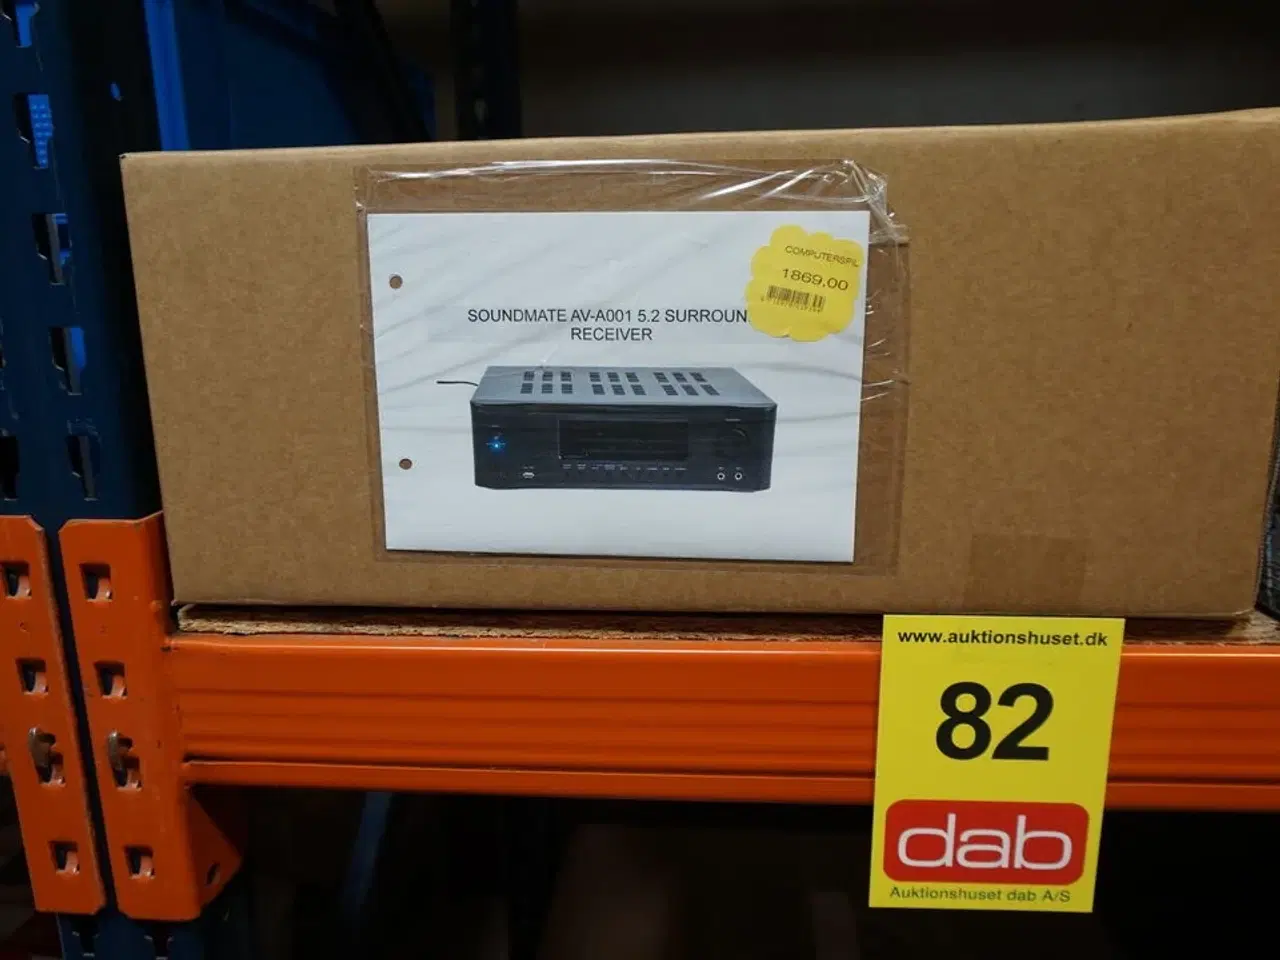 COMPUTERSPIL
1869.00
SOUNDMATE AV-A001 5.2 SURROUN
RECEIVER
www.auktionshuset.dk
82
dab
Auktionshuset dab A/S